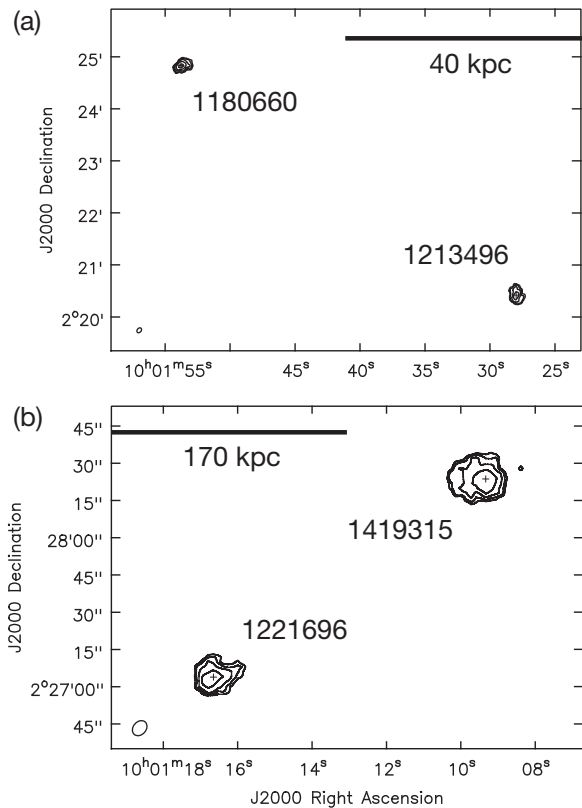 (a)
40 kpc
1180660
1213496
J2000 Declination
25'
24'
23'
22'
21'
2°20'
10ʰ01ᵐ55ˢ
45ˢ
40ˢ
35ˢ
30ˢ
25ˢ
(b)
170 kpc
1419315
1221696
J2000 Declination
45"
30"
15"
28'00"
45"
30"
15"
2°27'00"
45"
10ʰ01ᵐ18ˢ
16ˢ
14ˢ
12ˢ
10ˢ
08ˢ
J2000 Right Ascension